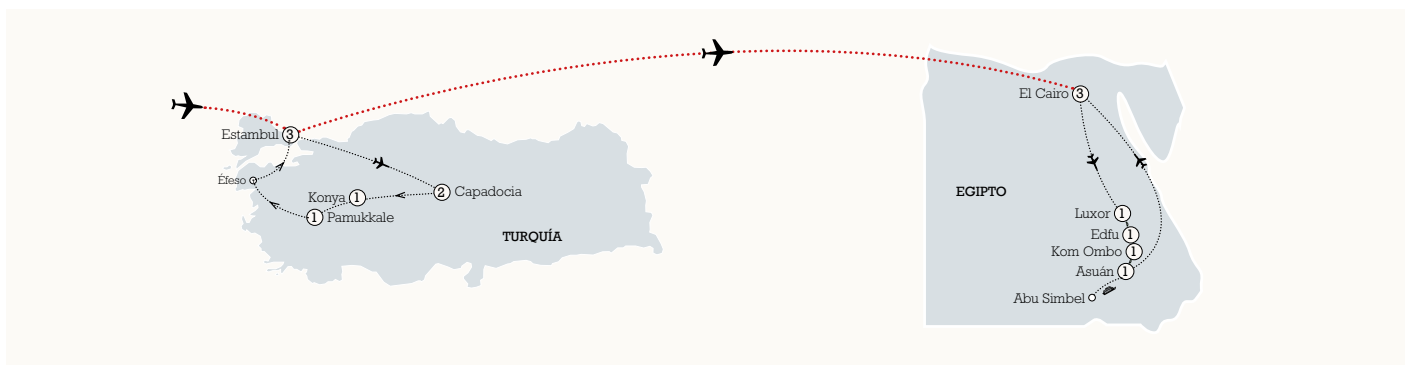 Estambul 3
Éfeso
Konya 1
1 Pamukkale
2 Capadocia
TURQUÍA
El Cairo 3
EGIPTO
Luxor 1
Edfu 1
Kom Ombo 1
Asuán 1
Abu Simbel